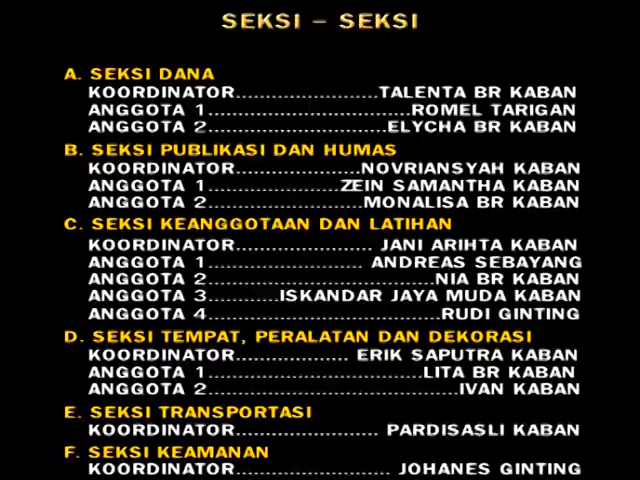 SEKSI – SEKSI
A. SEKSI DANA
KOORDINATOR........................TALENTA BR KABAN
ANGGOTA 1..................................ROMEL TARIGAN
ANGGOTA 2..............................ELYCHA BR KABAN
B. SEKSI PUBLIKASI DAN HUMAS
KOORDINATOR.....................NOVRIANSYAH KABAN
ANGGOTA 1......................ZEIN SAMANTHA KABAN
ANGGOTA 2..........................MONALISA BR KABAN
C. SEKSI KEANGGOTAAN DAN LATIHAN
KOORDINATOR....................... JANI ARIHTA KABAN
ANGGOTA 1.......................... ANDREAS SEBAYANG
ANGGOTA 2......................................NIA BR KABAN
ANGGOTA 3............ISKANDAR JAYA MUDA KABAN
ANGGOTA 4.......................................RUDI GINTING
D. SEKSI TEMPAT, PERALATAN DAN DEKORASI
KOORDINATOR................... ERIK SAPUTRA KABAN
ANGGOTA 1....................................LITA BR KABAN
ANGGOTA 2..........................................IVAN KABAN
E. SEKSI TRANSPORTASI
KOORDINATOR........................ PARDISASLI KABAN
F. SEKSI KEAMANAN
KOORDINATOR.......................... JOHANES GINTING